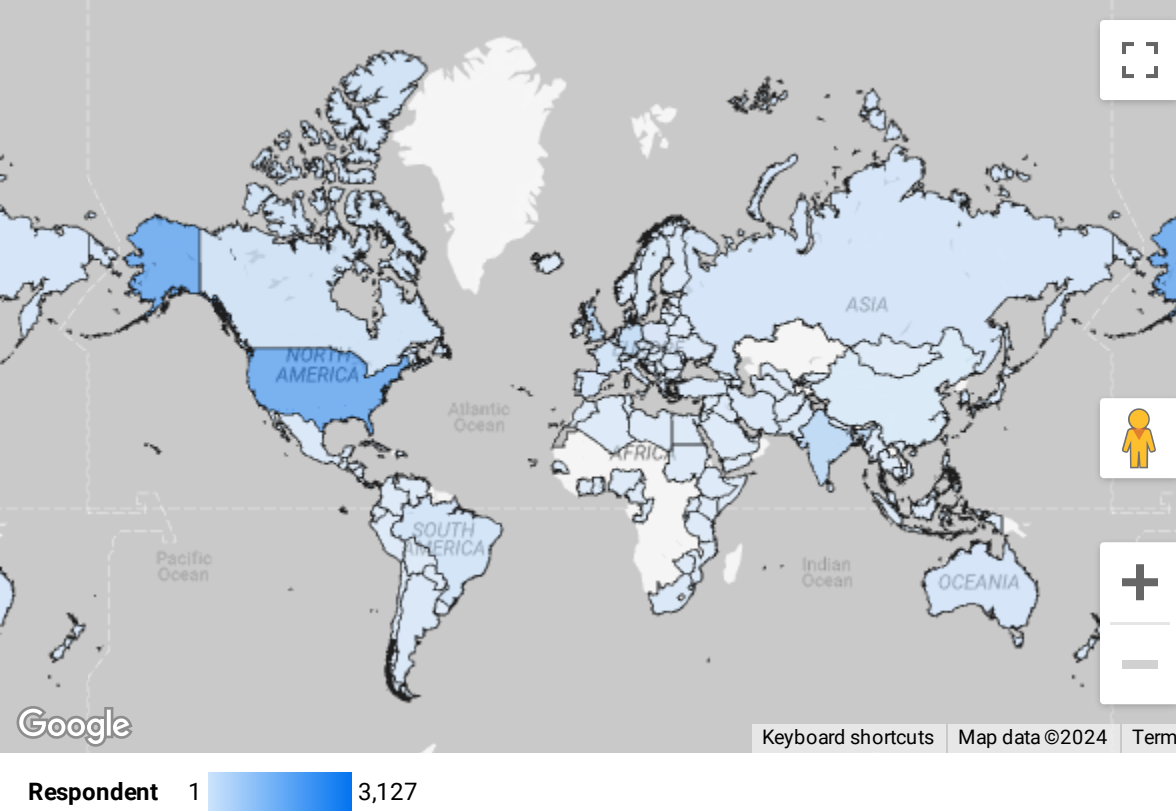 ASIA
NORTH
AMERICA
EUROPE
Atlantic
Ocean
AFRICA
SOUTH
AMERICA
Pacific
Ocean
Indian
Ocean
OCEANIA
Google
Keyboard shortcuts
Map data ©2024
Term
Respondent 1 3,127